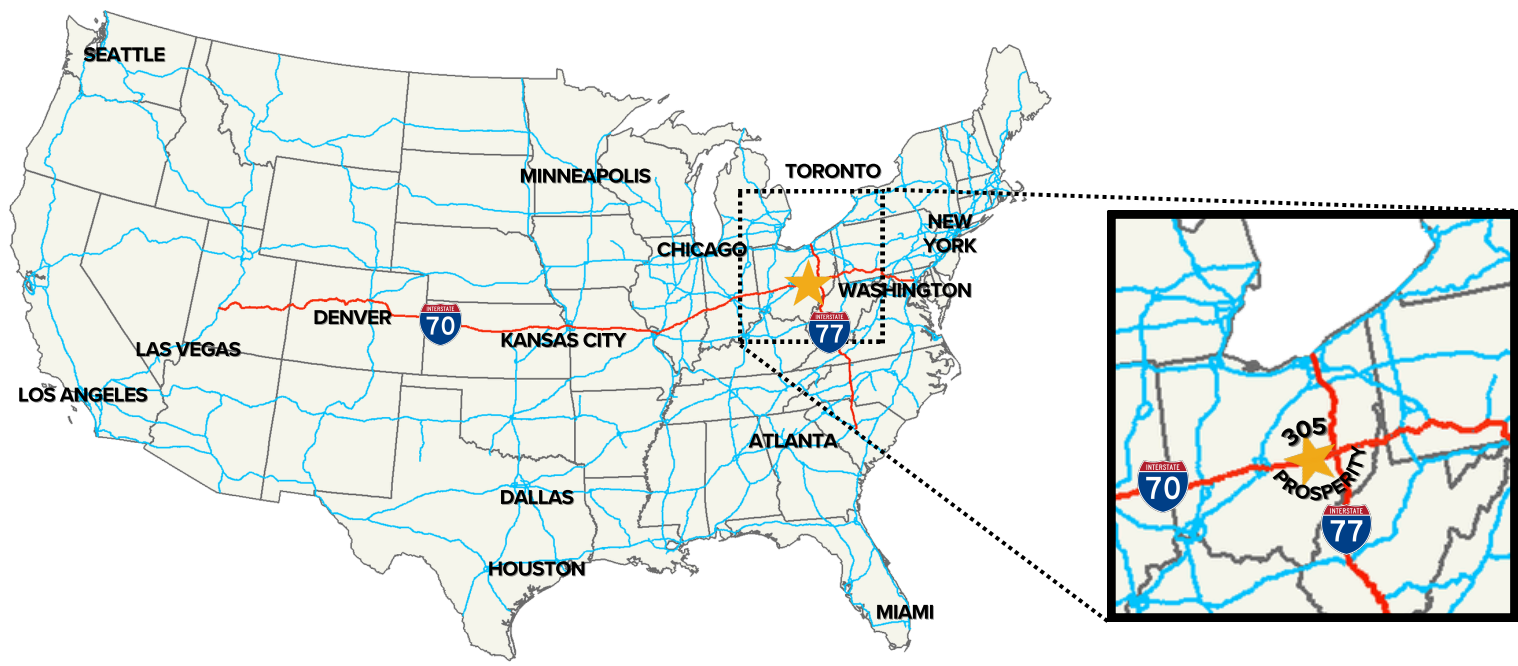 SEATTLE
MINNEAPOLIS
TORONTO
CHICAGO
NEW
YORK
WASHINGTON
DENVER
INTERSTATE
70
KANSAS CITY
INTERSTATE
77
LAS VEGAS
LOS ANGELES
ATLANTA
DALLAS
HOUSTON
MIAMI
305
PROSPERITY
INTERSTATE
70
INTERSTATE
77